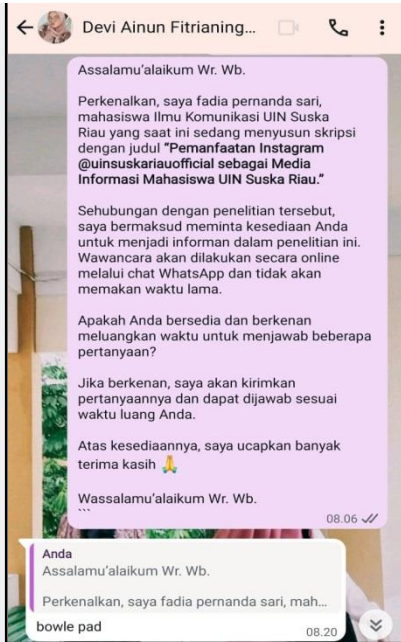 Devi Ainun Fitrianing...
Assalamu'alaikum Wr. Wb.
Perkenalkan, saya fadia pernanda sari,
mahasiswa Ilmu Komunikasi UIN Suska
Riau yang saat ini sedang menyusun skripsi
dengan judul “Pemanfaatan Instagram
@uinsuskariauofficial sebagai Media
Informasi Mahasiswa UIN Suska Riau.”
Sehubungan dengan penelitian tersebut,
saya bermaksud meminta kesediaan Anda
untuk menjadi informan dalam penelitian ini.
Wawancara akan dilakukan secara online
melalui chat WhatsApp dan tidak akan
memakan waktu lama.
Apakah Anda bersedia dan berkenan
meluangkan waktu untuk menjawab beberapa
pertanyaan?
Jika berkenan, saya akan kirimkan
pertanyaannya dan dapat dijawab sesuai
waktu luang Anda.
Atas kesediaannya, saya ucapkan banyak
terima kasih 🙏
Wassalamu'alaikum Wr. Wb.
```
08.06
Anda
Assalamu'alaikum Wr. Wb.
Perkenalkan, saya fadia pernanda sari, mah...
bowle pad
08.20